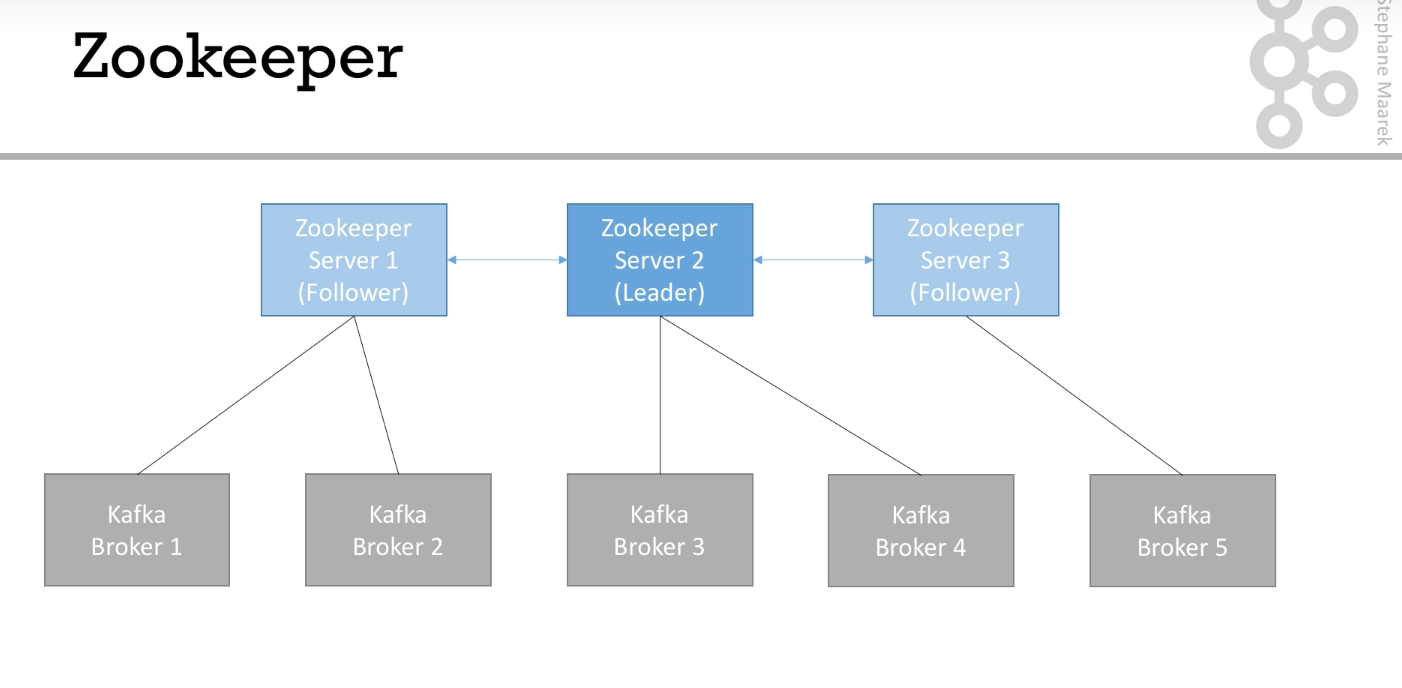 Zookeeper
Stephane Maarek
Zookeeper
Server 1
(Follower)
Zookeeper
Server 2
(Leader)
Zookeeper
Server 3
(Follower)
Kafka
Broker 1
Kafka
Broker 2
Kafka
Broker 3
Kafka
Broker 4
Kafka
Broker 5